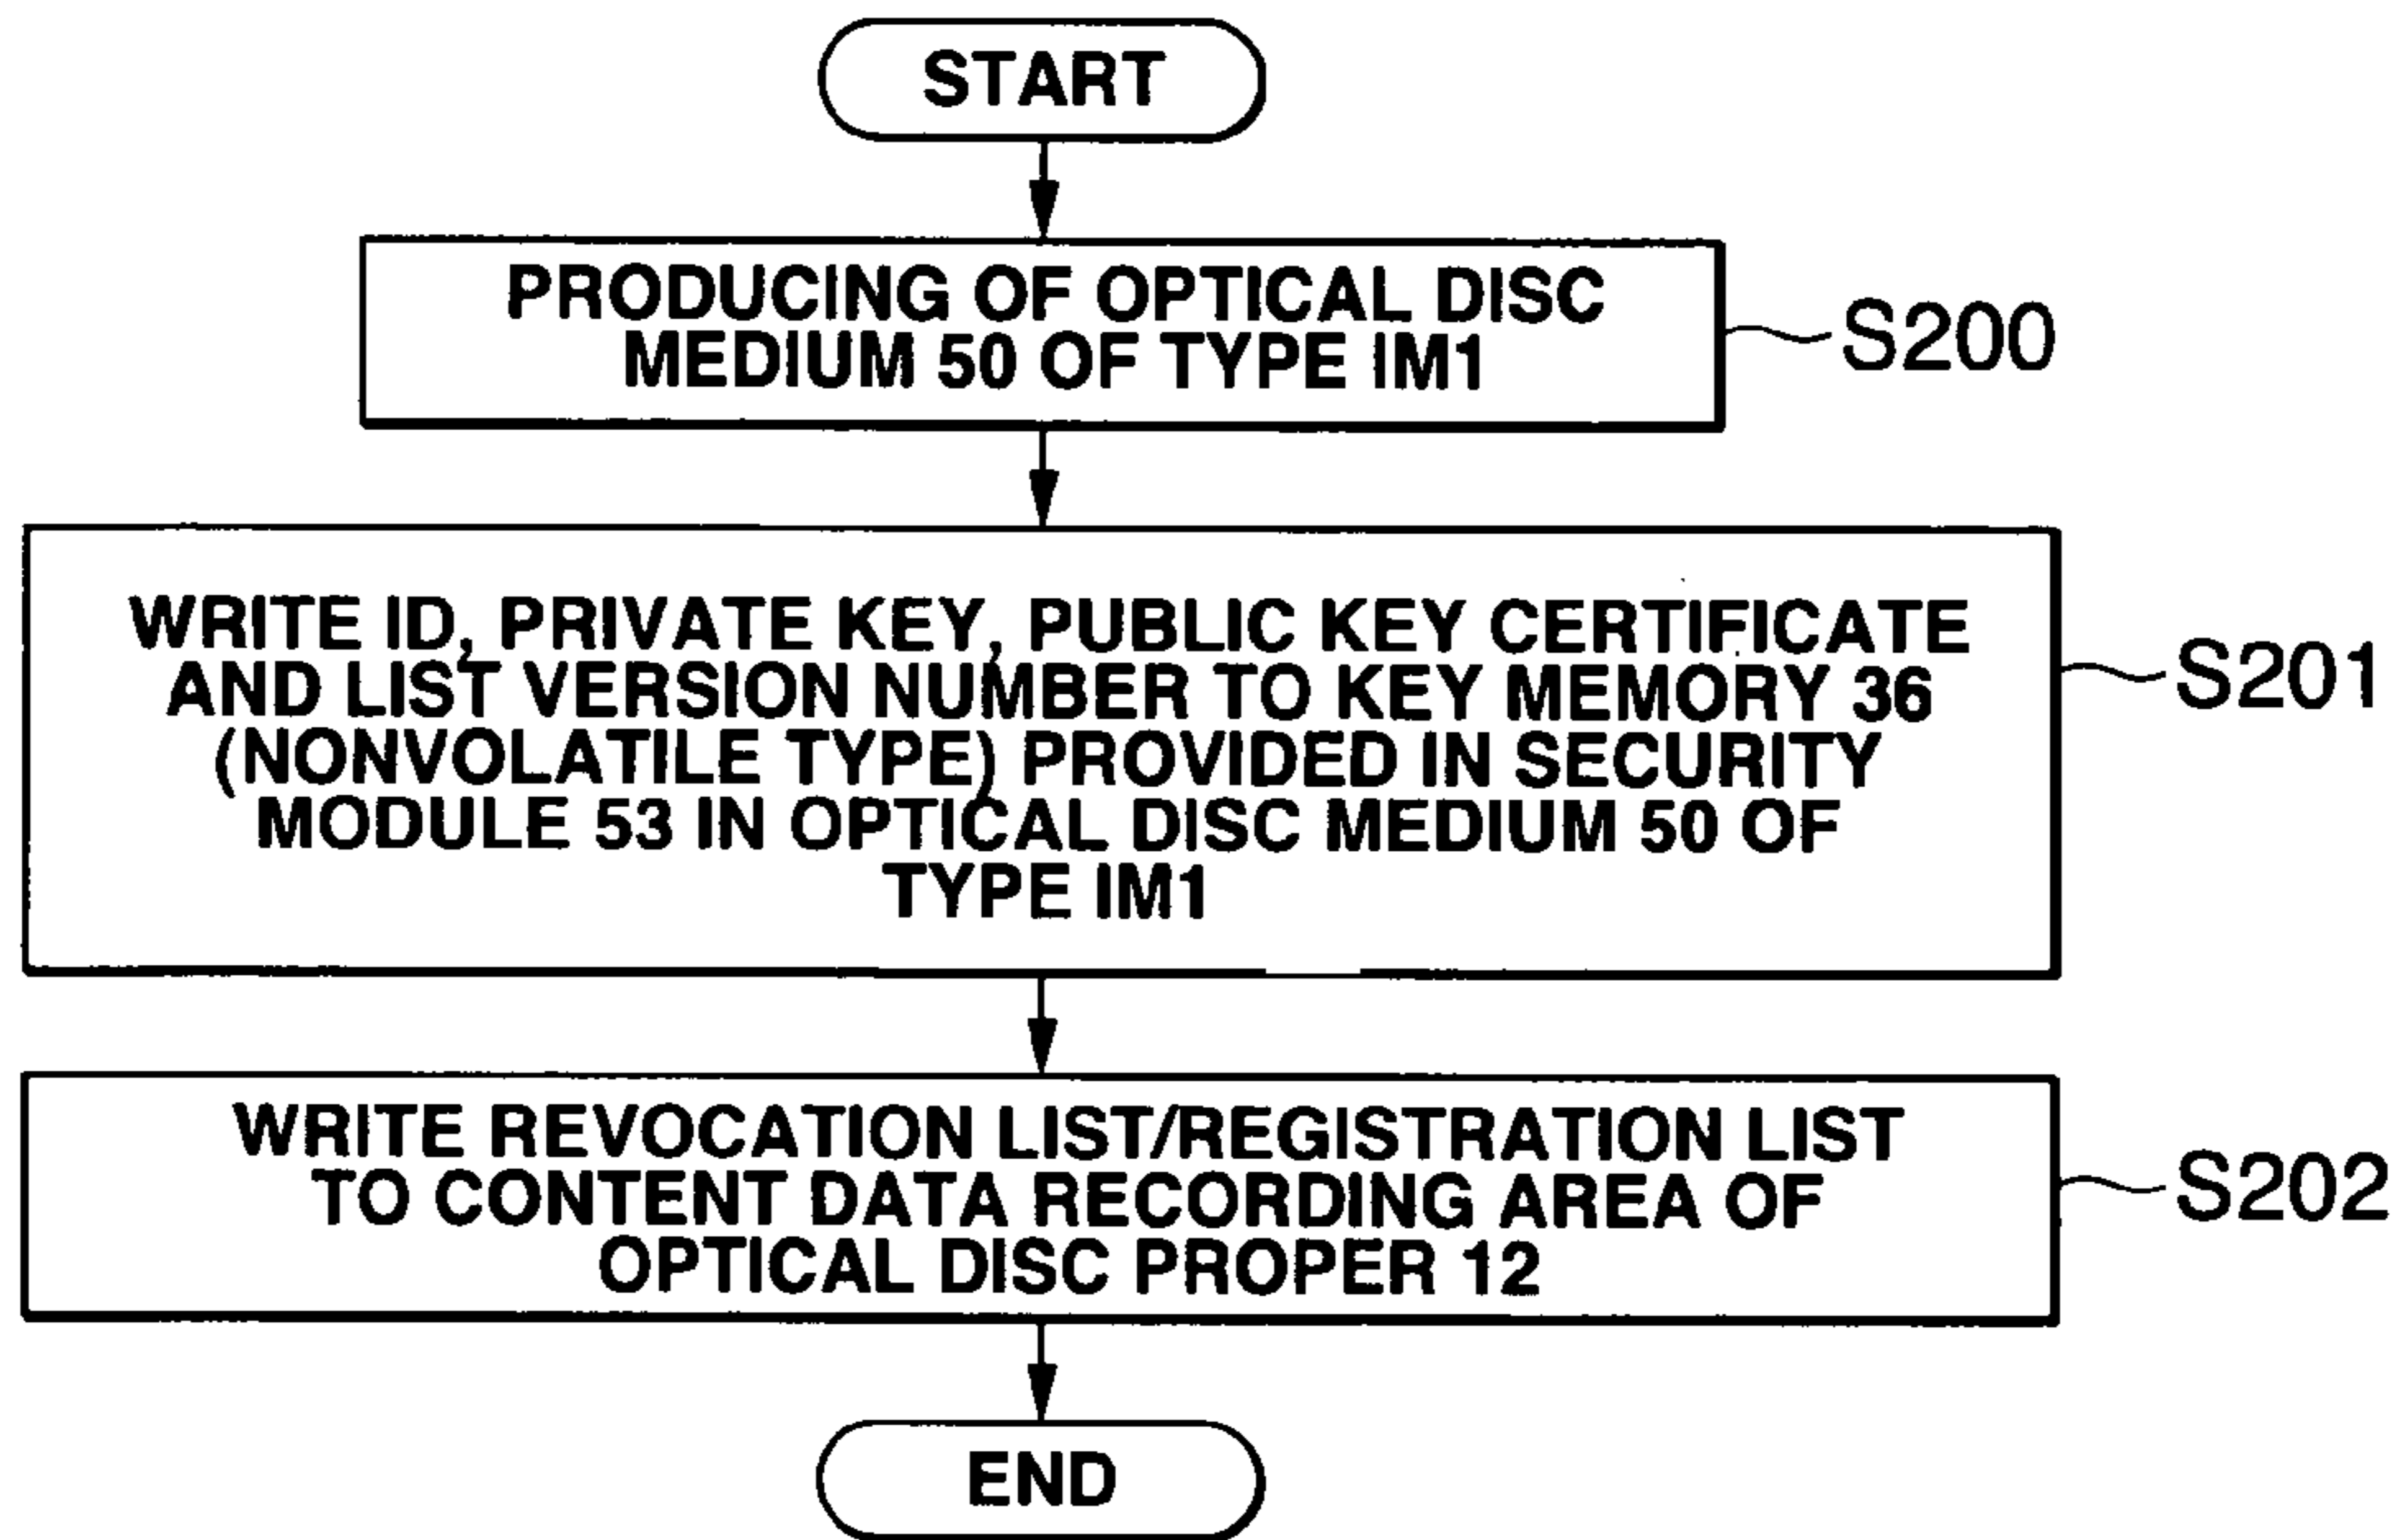 START
PRODUCING OF OPTICAL DISC
MEDIUM 50 OF TYPE IM1
S200
WRITE ID, PRIVATE KEY, PUBLIC KEY CERTIFICATE
AND LIST VERSION NUMBER TO KEY MEMORY 36
(NONVOLATILE TYPE) PROVIDED IN SECURITY
MODULE 53 IN OPTICAL DISC MEDIUM 50 OF
TYPE IM1
S201
WRITE REVOCATION LIST/REGISTRATION LIST
TO CONTENT DATA RECORDING AREA OF
OPTICAL DISC PROPER 12
S202
END